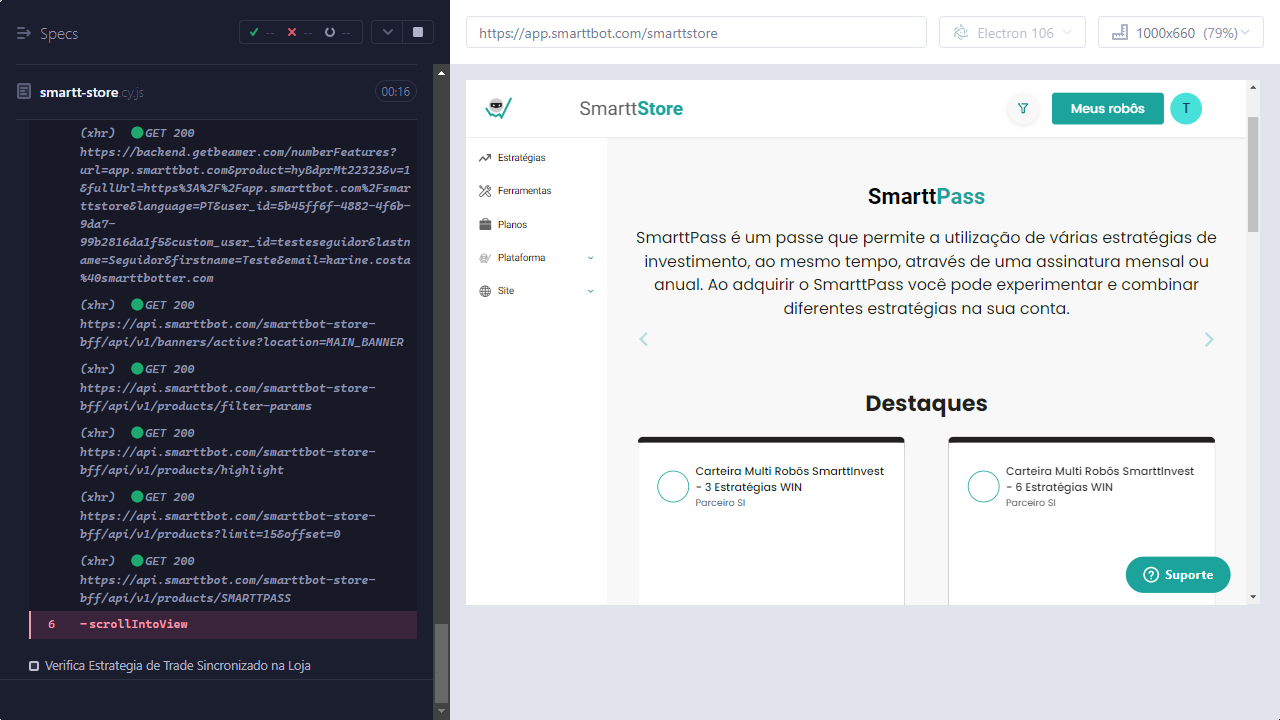 Specs
--
--
--
smartt-store.cy.js
00:16
(xhr) GET 200
https://backend.getbeamer.com/numberFeatures?
url=app.smarttbot.com&product=hyBdprMt22323&v=1
&fullUrl=https%3A%2F%2Fapp.smarttbot.com%2Fsmar
ttstore&language=PT&user_id=5b45ff6f-4882-4f6b-
9da7-
99b2816da1f5&custom_user_id=testeseguidor&lastn
ame=Seguidor&firstname=Teste&email=karine.costa
%40smarttbotter.com
(xhr) GET 200
https://api.smarttbot.com/smarttbot-store-
bff/api/v1/banners/active?location=MAIN_BANNER
(xhr) GET 200
https://api.smarttbot.com/smarttbot-store-
bff/api/v1/products/filter-params
(xhr) GET 200
https://api.smarttbot.com/smarttbot-store-
bff/api/v1/products/highlight
(xhr) GET 200
https://api.smarttbot.com/smarttbot-store-
bff/api/v1/products?limit=15&offset=0
(xhr) GET 200
https://api.smarttbot.com/smarttbot-store-
bff/api/v1/products/SMARTTPASS
6 -scrollIntoView
Verifica Estrategia de Trade Sincronizado na Loja
https://app.smarttbot.com/smarttstore
Electron 106
1000x660 (79%)
SmarttStore
Meus robôs
T
Estratégias
Ferramentas
Planos
Plataforma
Site
SmarttPass
SmarttPass é um passe que permite a utilização de várias estratégias de
investimento, ao mesmo tempo, através de uma assinatura mensal ou
anual. Ao adquirir o SmarttPass você pode experimentar e combinar
diferentes estratégias na sua conta.
Destaques
Carteira Multi Robôs SmarttInvest
- 3 Estratégias WIN
Parceiro SI
Carteira Multi Robôs SmarttInvest
- 6 Estratégias WIN
Parceiro SI
Suporte